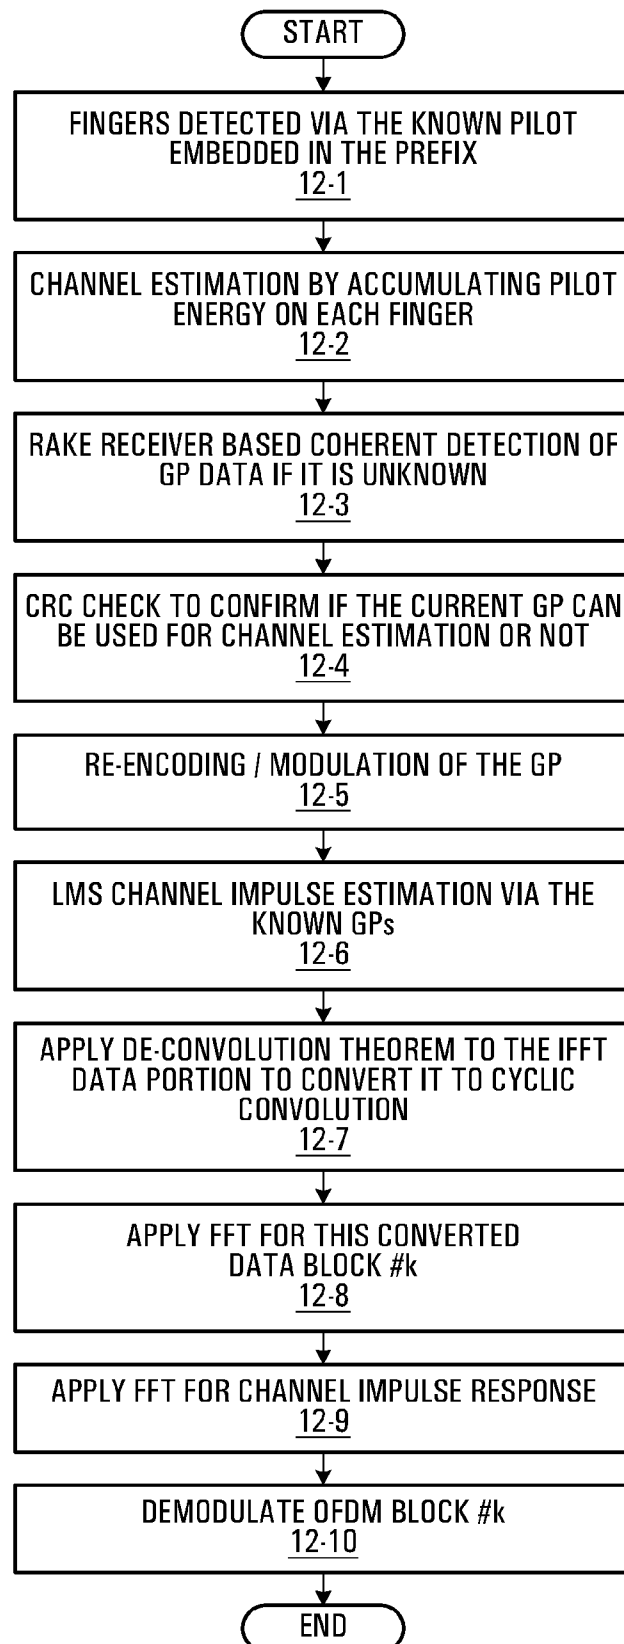 START
FINGERS DETECTED VIA THE KNOWN PILOT
EMBEDDED IN THE PREFIX
12-1
CHANNEL ESTIMATION BY ACCUMULATING PILOT
ENERGY ON EACH FINGER
12-2
RAKE RECEIVER BASED COHERENT DETECTION OF
GP DATA IF IT IS UNKNOWN
12-3
CRC CHECK TO CONFIRM IF THE CURRENT GP CAN
BE USED FOR CHANNEL ESTIMATION OR NOT
12-4
RE-ENCODING / MODULATION OF THE GP
12-5
LMS CHANNEL IMPULSE ESTIMATION VIA THE
KNOWN GPs
12-6
APPLY DE-CONVOLUTION THEOREM TO THE IFFT
DATA PORTION TO CONVERT IT TO CYCLIC
CONVOLUTION
12-7
APPLY FFT FOR THIS CONVERTED
DATA BLOCK #k
12-8
APPLY FFT FOR CHANNEL IMPULSE RESPONSE
12-9
DEMODULATE OFDM BLOCK #k
12-10
END